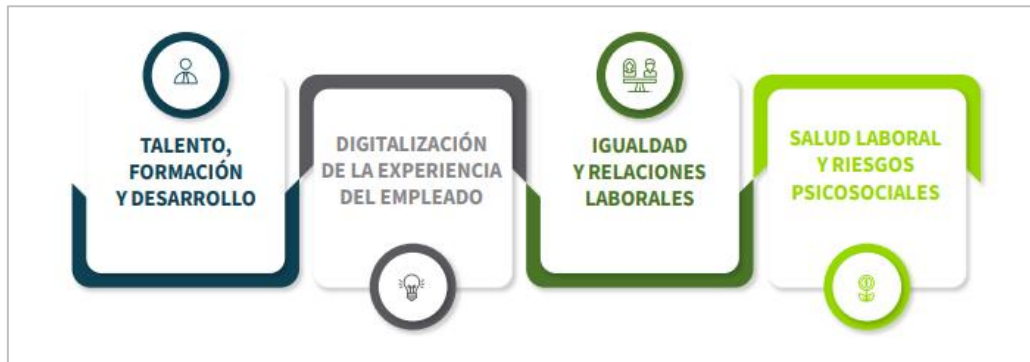 TALENTO,
FORMACIÓN
Y DESARROLLO
DIGITALIZACIÓN
DE LA EXPERIENCIA
DEL EMPLEADO
IGUALDAD
Y RELACIONES
LABORALES
SALUD LABORAL
Y RIESGOS
PSICOSOCIALES